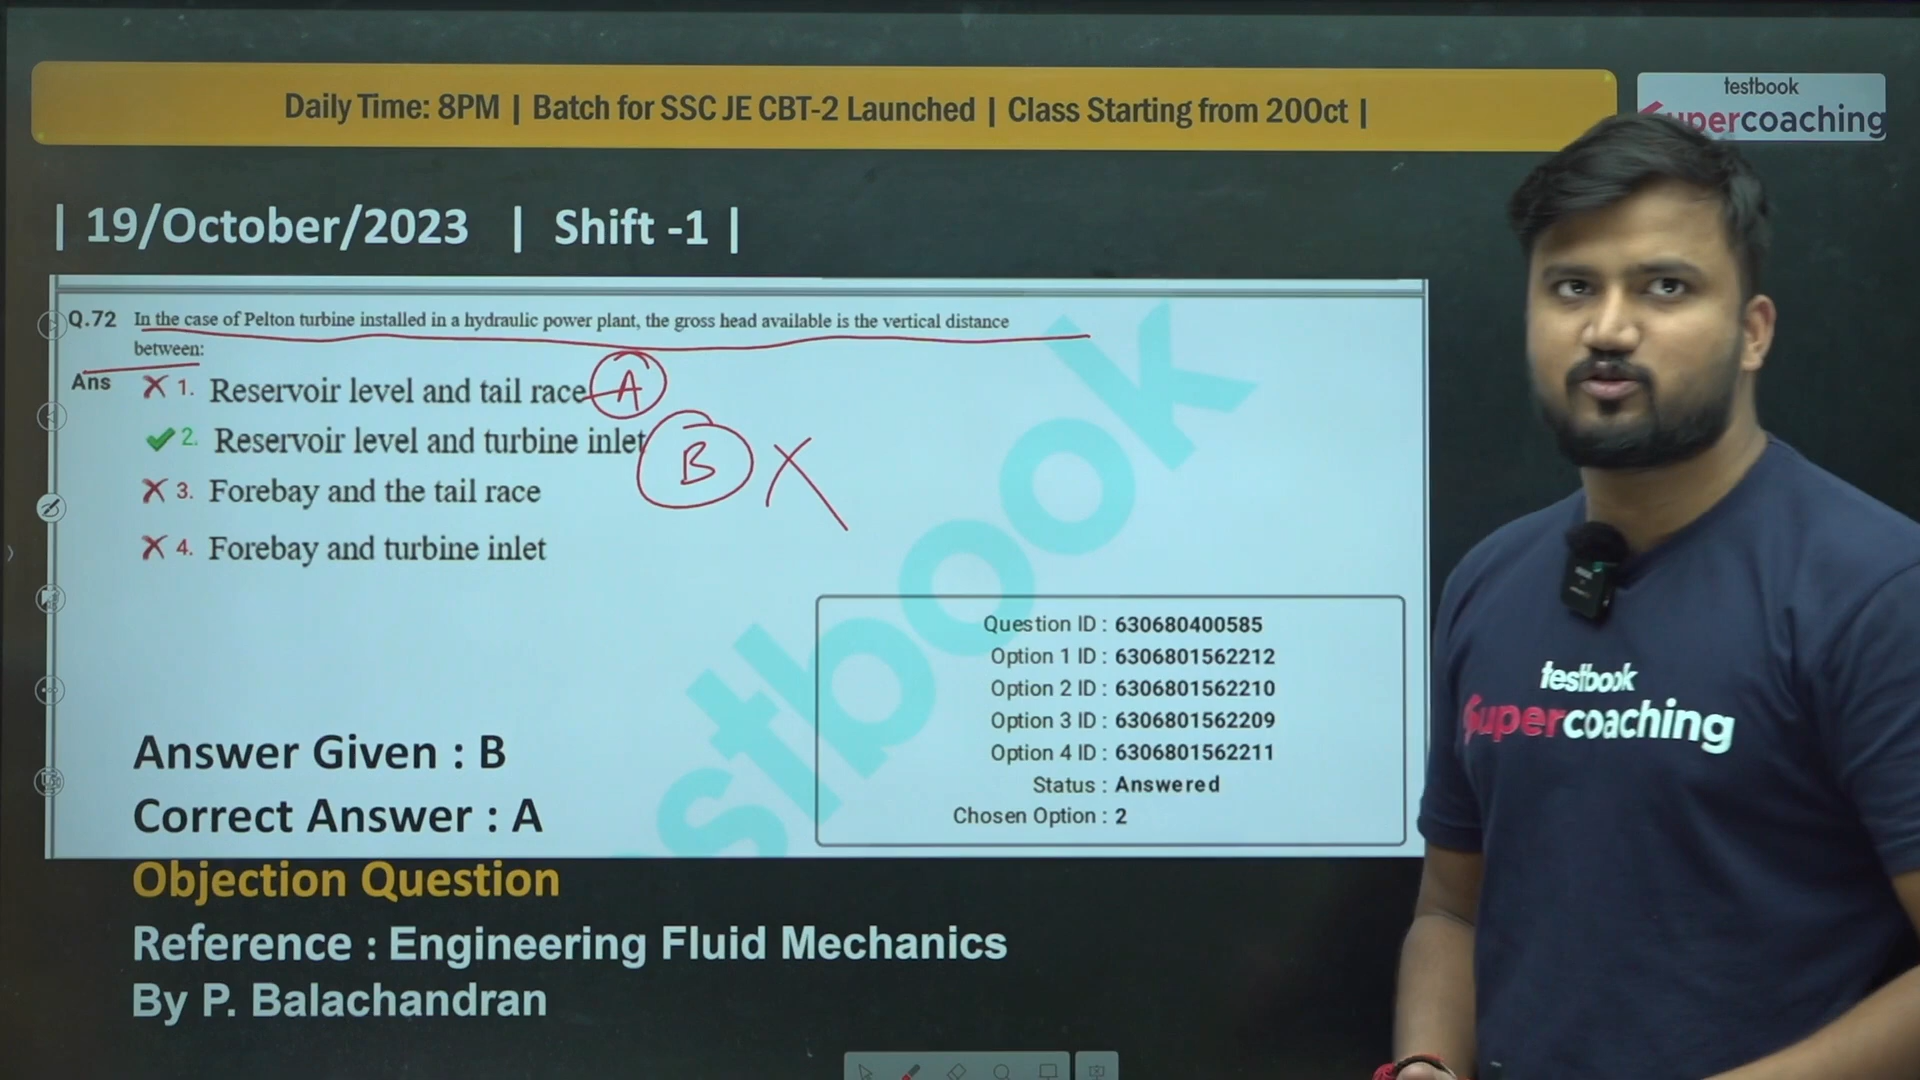 Daily Time: 8PM | Batch for SSC JE CBT-2 Launched | Class Starting from 20Oct |
testbook
Supercoaching
| 19/October/2023 | Shift -1 |
Q.72 In the case of Pelton turbine installed in a hydraulic power plant, the gross head available is the vertical distance
between:
Ans X 1. Reservoir level and tail race A
✔ 2. Reservoir level and turbine inlet B X
X 3. Forebay and the tail race
X 4. Forebay and turbine inlet
testbook
Question ID : 630680400585
Option 1 ID : 6306801562212
Option 2 ID : 6306801562210
Option 3 ID : 6306801562209
Option 4 ID : 6306801562211
Status : Answered
Chosen Option : 2
Answer Given : B
Correct Answer : A
Objection Question
Reference : Engineering Fluid Mechanics
By P. Balachandran
testbook
Supercoaching